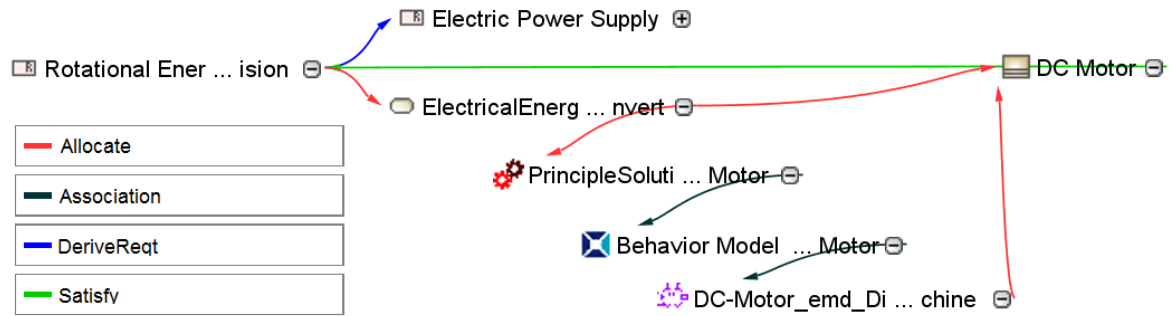 Electric Power Supply
Rotational Ener ... ision
DC Motor
ElectricalEnerg ... nvert
Allocate
PrincipleSoluti ... Motor
Association
DeriveReqt
Behavior Model ... Motor
Satisfy
DC-Motor_emd_Di ... chine